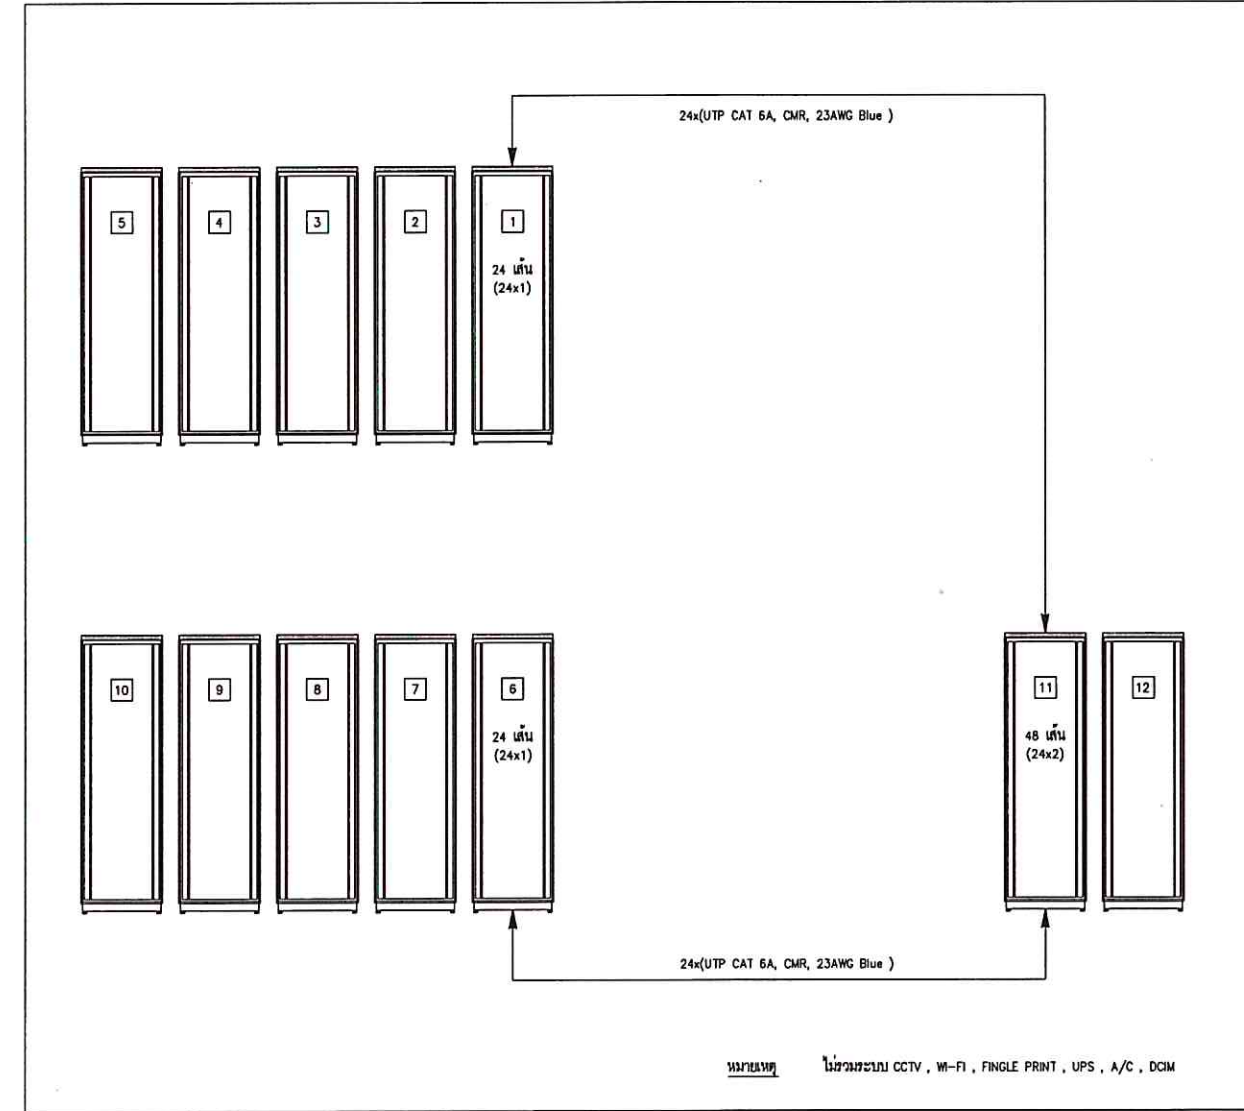 24x(UTP CAT 6A, CMR, 23AWG Blue )
5
4
3
2
1
24 เส้น
(24x1)
10
9
8
7
6
24 เส้น
(24x1)
11
48 เส้น
(24x2)
12
24x(UTP CAT 6A, CMR, 23AWG Blue )
หมายเหตุ ไม่รวมระบบ CCTV , WI-FI , FINGLE PRINT , UPS , A/C , DCIM